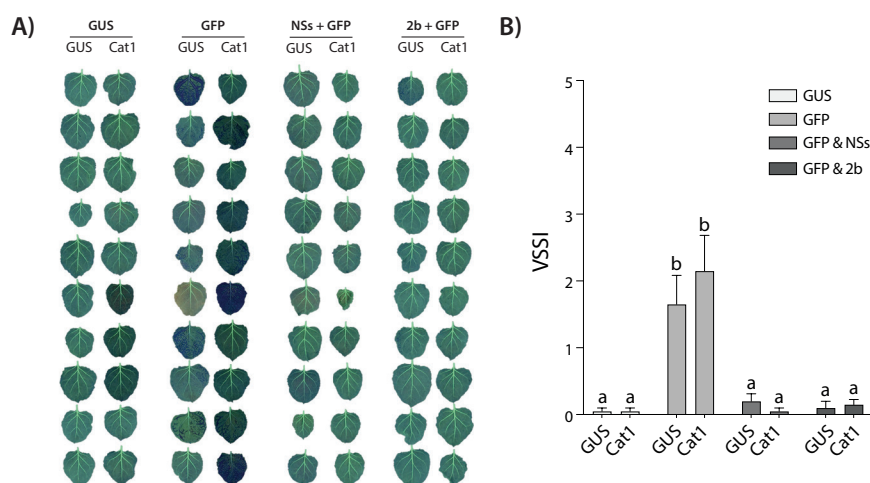 A)
GUS GFP NSs + GFP 2b + GFP
GUS Cat1 GUS Cat1 GUS Cat1 GUS Cat1
B)
5
4
3
2
1
0
VSSI
GUS
GFP
GFP & NSs
GFP & 2b
a a b b a a a a
GUS Cat1 GUS Cat1 GUS Cat1 GUS Cat1